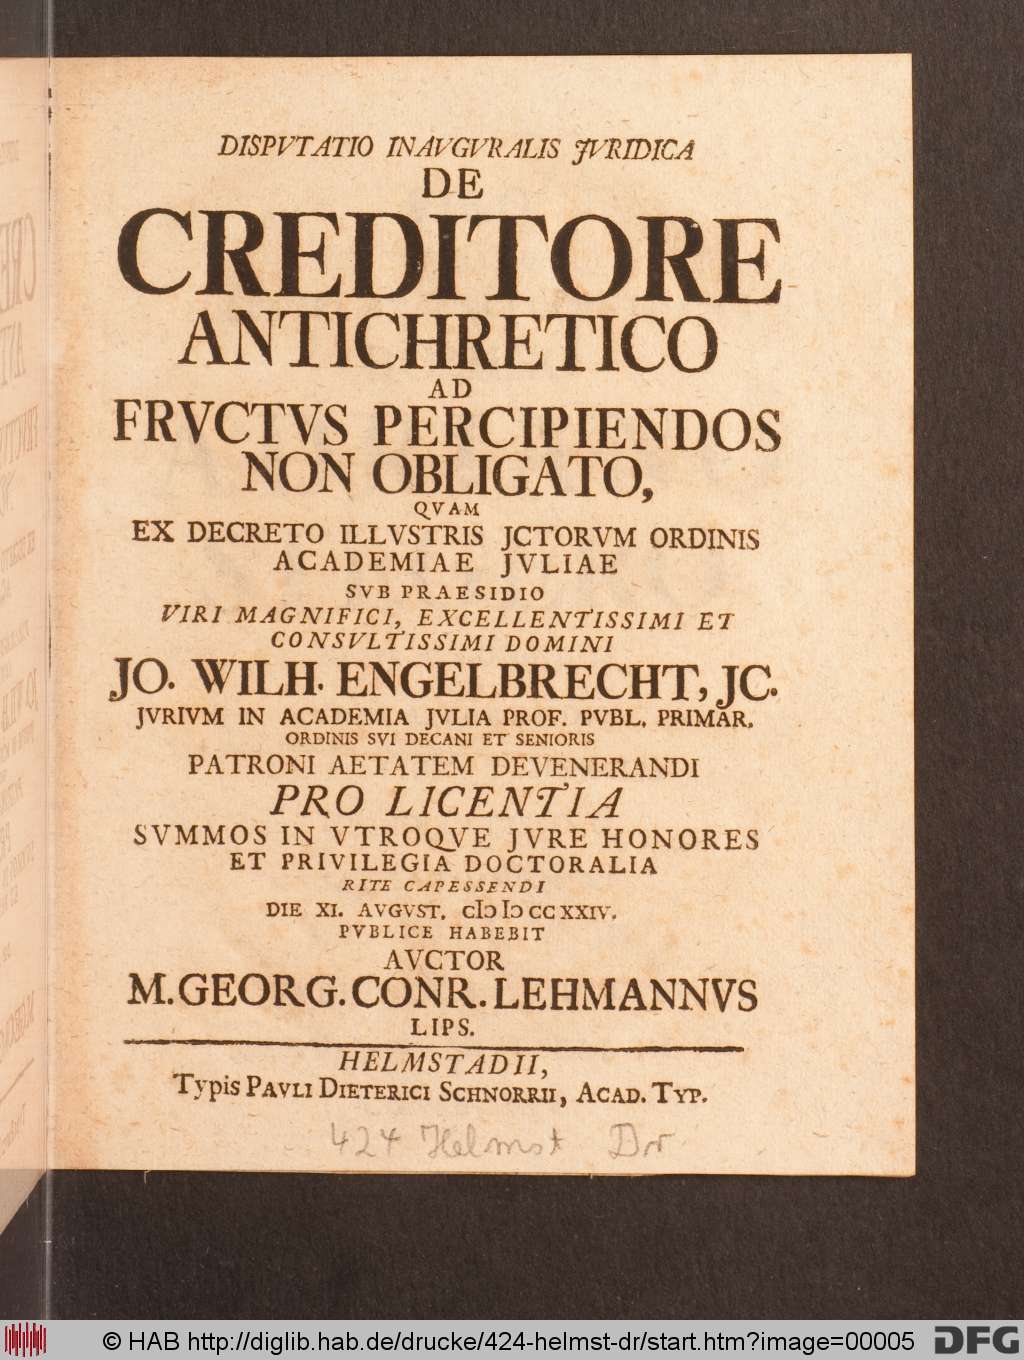 DISPVTATIO INAVGVRALIS JVRIDICA
DE
CREDITORE
ANTICHRETICO
AD
FRVCTVS PERCIPIENDOS
NON OBLIGATO,
QVAM
EX DECRETO ILLVSTRIS JCTORVM ORDINIS
ACADEMIAE JVLIAE
SVB PRAESIDIO
VIRI MAGNIFICI, EXCELLENTISSIMI ET
CONSVLTISSIMI DOMINI
JO. WILH. ENGELBRECHT, JC.
JVRIVM IN ACADEMIA JVLIA PROF. PVBL. PRIMAR.
ORDINIS SVI DECANI ET SENIORIS
PATRONI AETATEM DEVENERANDI
PRO LICENTIA
SVMMOS IN VTROQVE JVRE HONORES
ET PRIVILEGIA DOCTORALIA
RITE CAPESSENDI
DIE XI. AVGVST. CIↃ IↃ CC XXIV.
PVBLICE HABEBIT
AVCTOR
M. GEORG. CONR. LEHMANNVS
LIPS.
HELMSTADII,
Typis PAVLI DIETERICI SCHNORRII, ACAD. TYP.
424 Helmst Dr
© HAB http://diglib.hab.de/drucke/424-helmst-dr/start.htm?image=00005
DFG